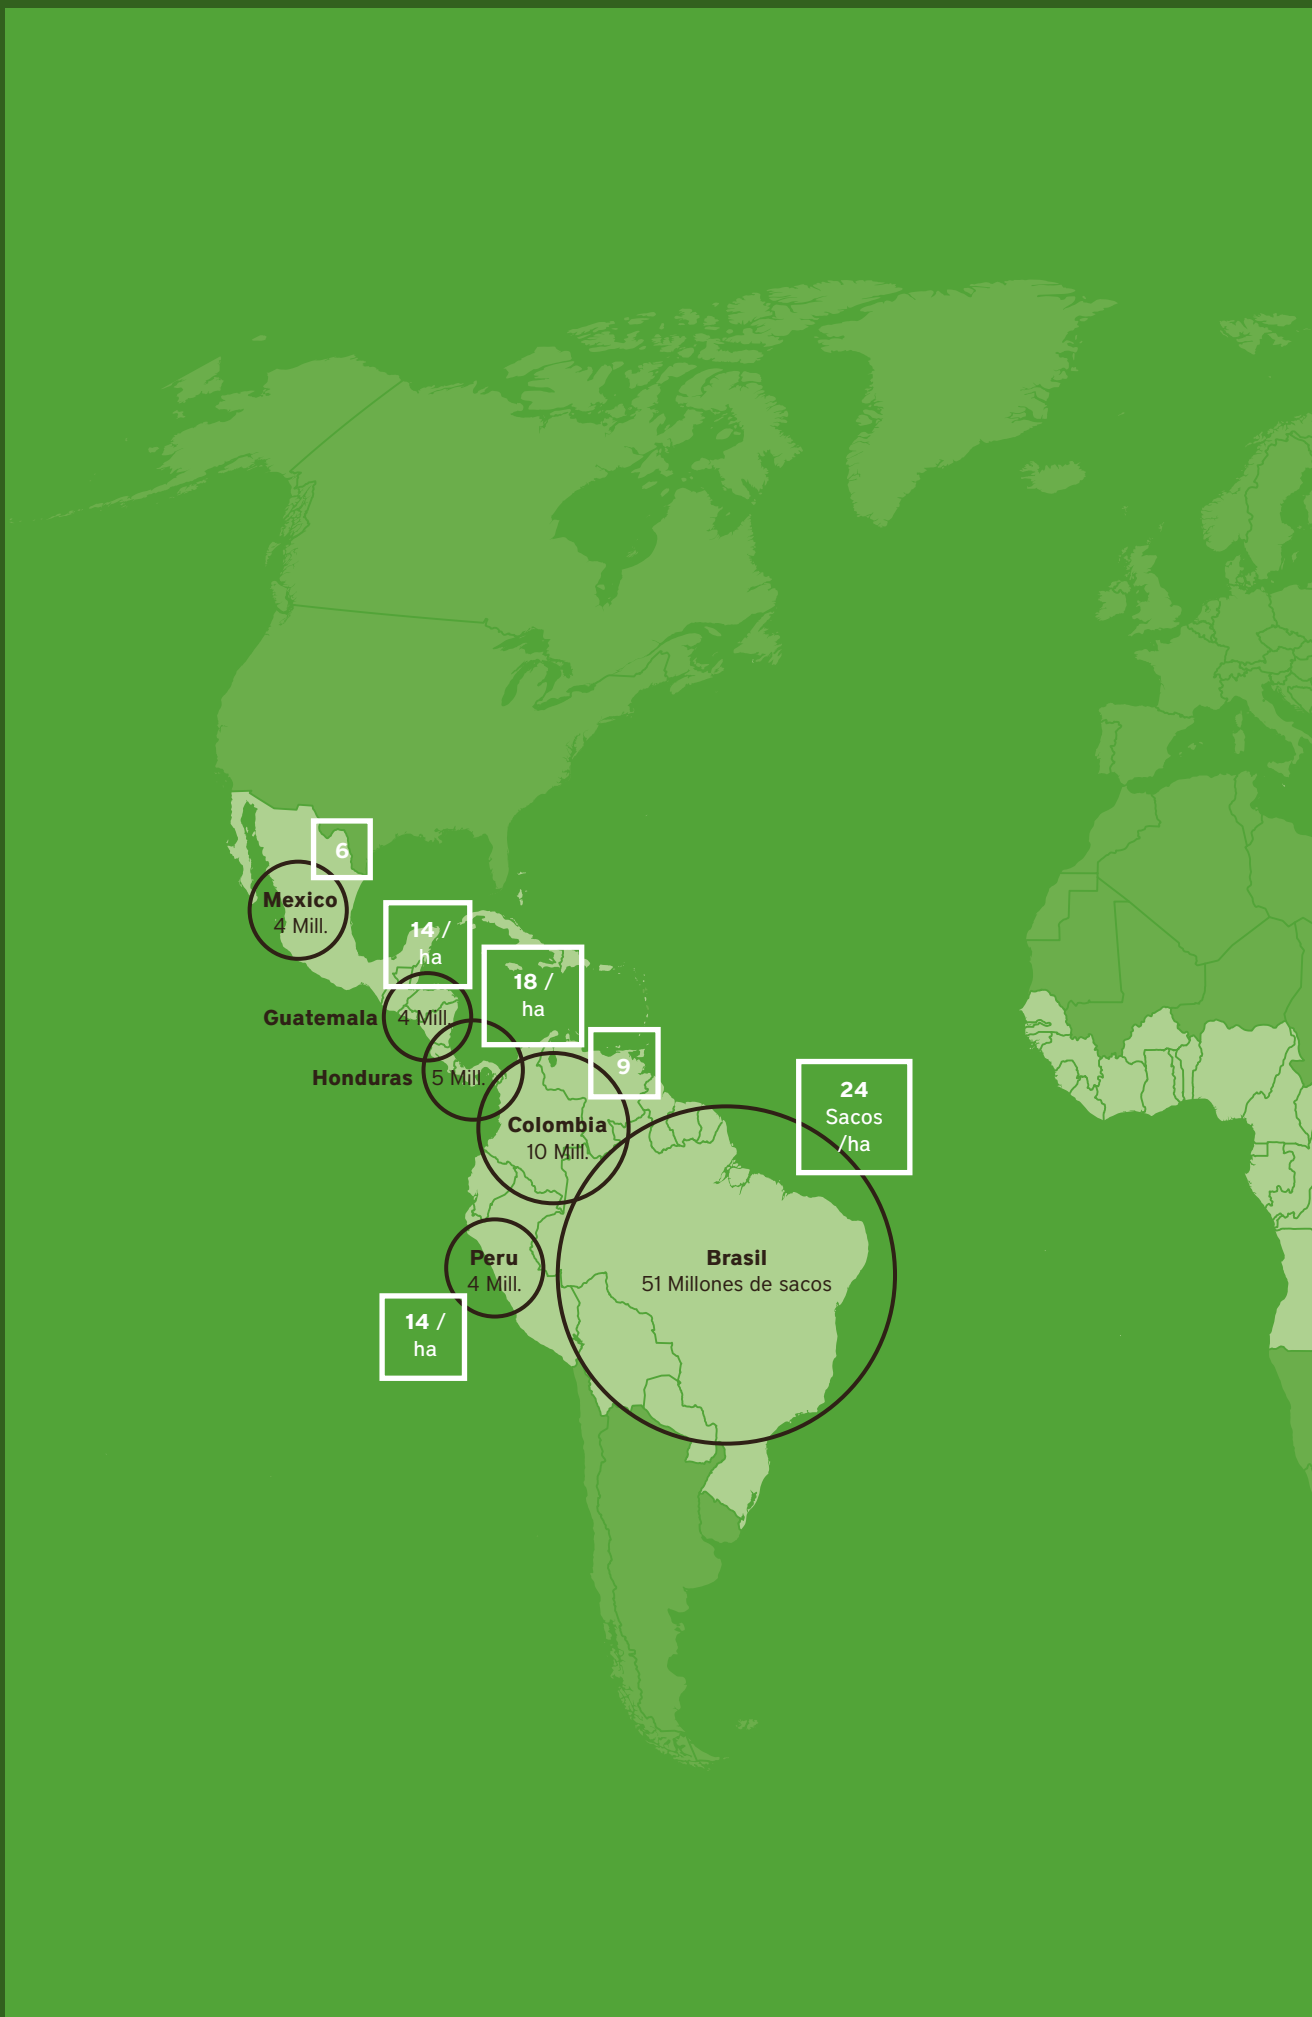 6
Mexico
4 Mill.
14 /
ha
18 /
ha
Guatemala
4 Mill.
9
Honduras
5 Mill.
24
Sacos
/ha
Colombia
10 Mill.
Peru
4 Mill.
Brasil
51 Millones de sacos
14 /
ha